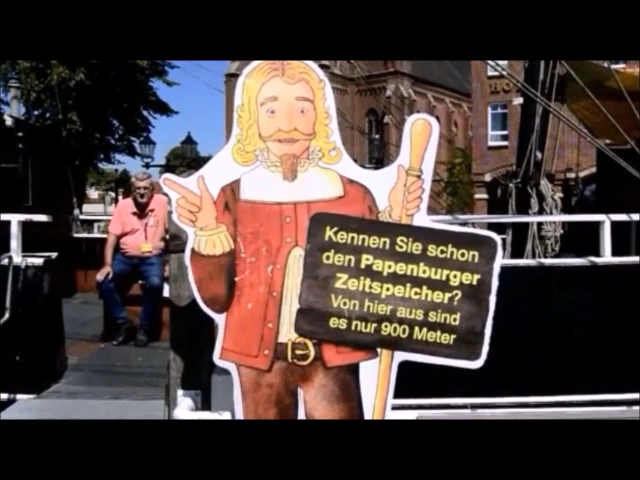 Kennen Sie schon
den Papenburger
Zeitspeicher?
Von hier aus sind
es nur 900 Meter